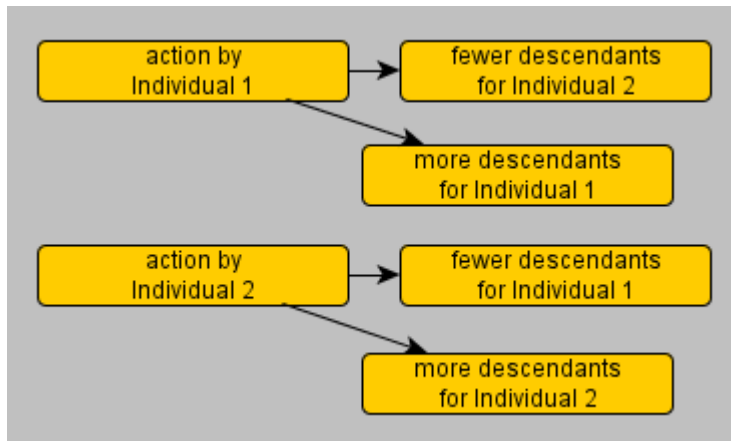 action by
Individual 1
fewer descendants
for Individual 2
more descendants
for Individual 1
action by
Individual 2
fewer descendants
for Individual 1
more descendants
for Individual 2